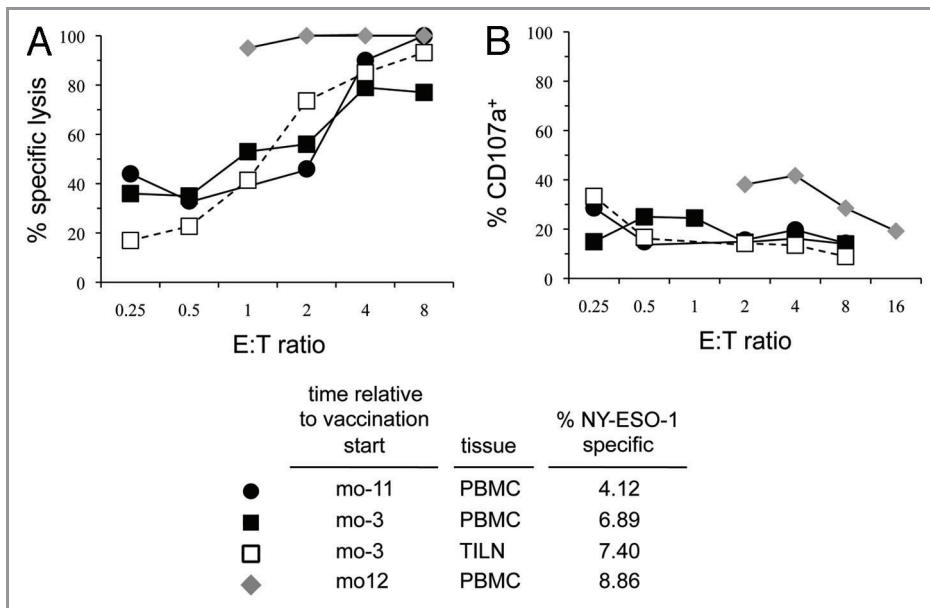 A
% specific lysis
100
80
60
40
20
0
0.25 0.5 1 2 4 8
E:T ratio
B
% CD107a+
100
80
60
40
20
0
0.25 0.5 1 2 4 8 16
E:T ratio
time relative
to vaccination
start
tissue
% NY-ESO-1
specific
mo-11 PBMC 4.12
mo-3 PBMC 6.89
mo-3 TILN 7.40
mo12 PBMC 8.86